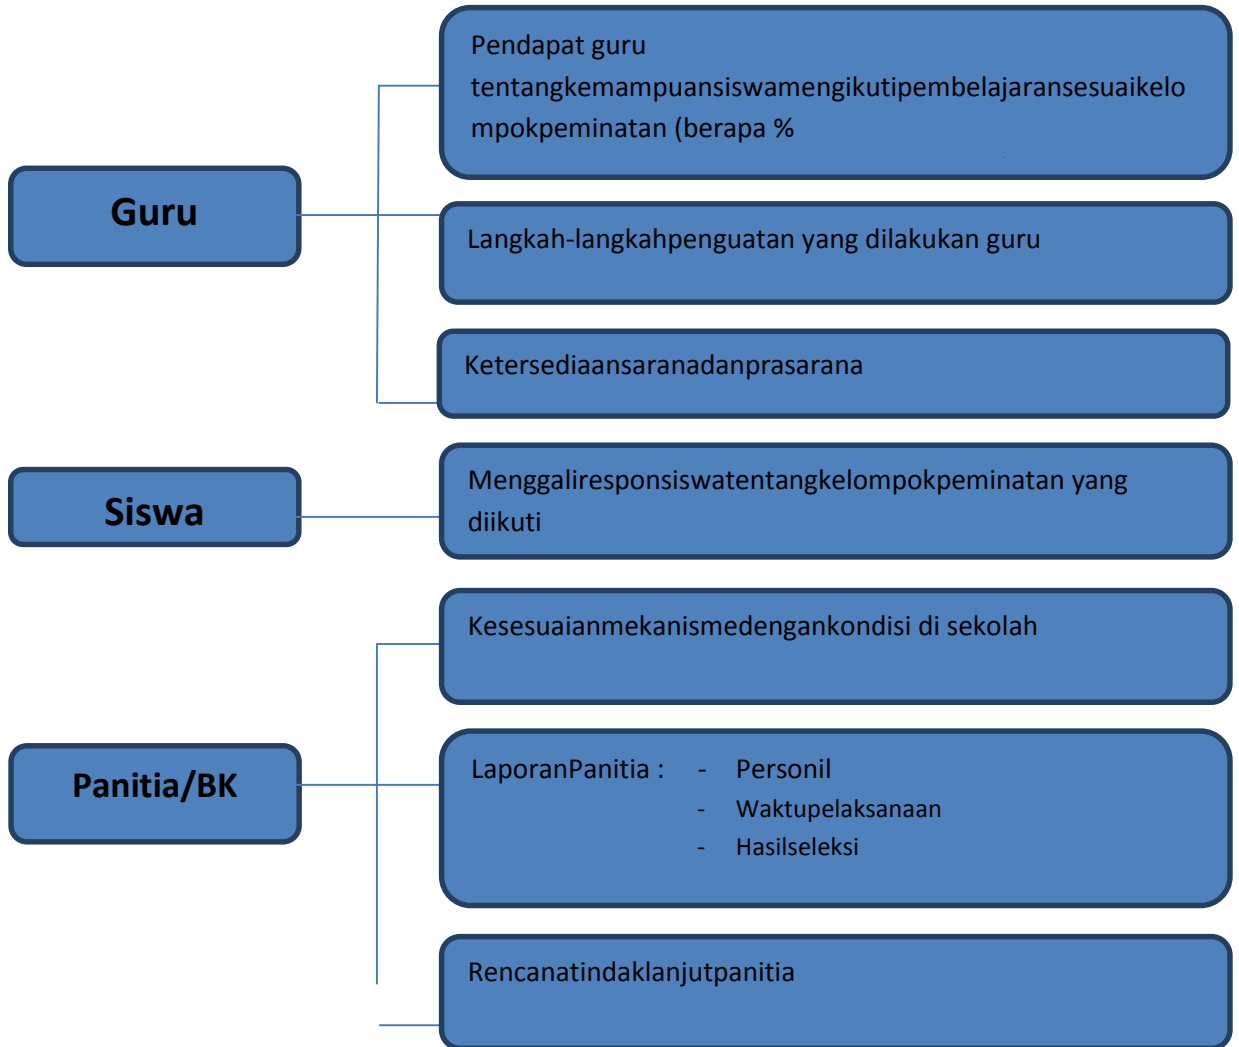 Pendapat guru
tentangkemampuansiswamengikutipembelajaransesuaikelo
mpokpeminatan (berapa %
Guru
Langkah-langkahpenguatan yang dilakukan guru
Ketersediaansaranadanprasarana
Siswa
Menggaliresponsiswatentangkelompokpeminatan yang
diikuti
Kesesuaianmekanismedengankondisi di sekolah
Panitia/BK
LaporanPanitia : - Personil
- Waktupelaksanaan
- Hasilseleksi
Rencanatindaklanjutpanitia